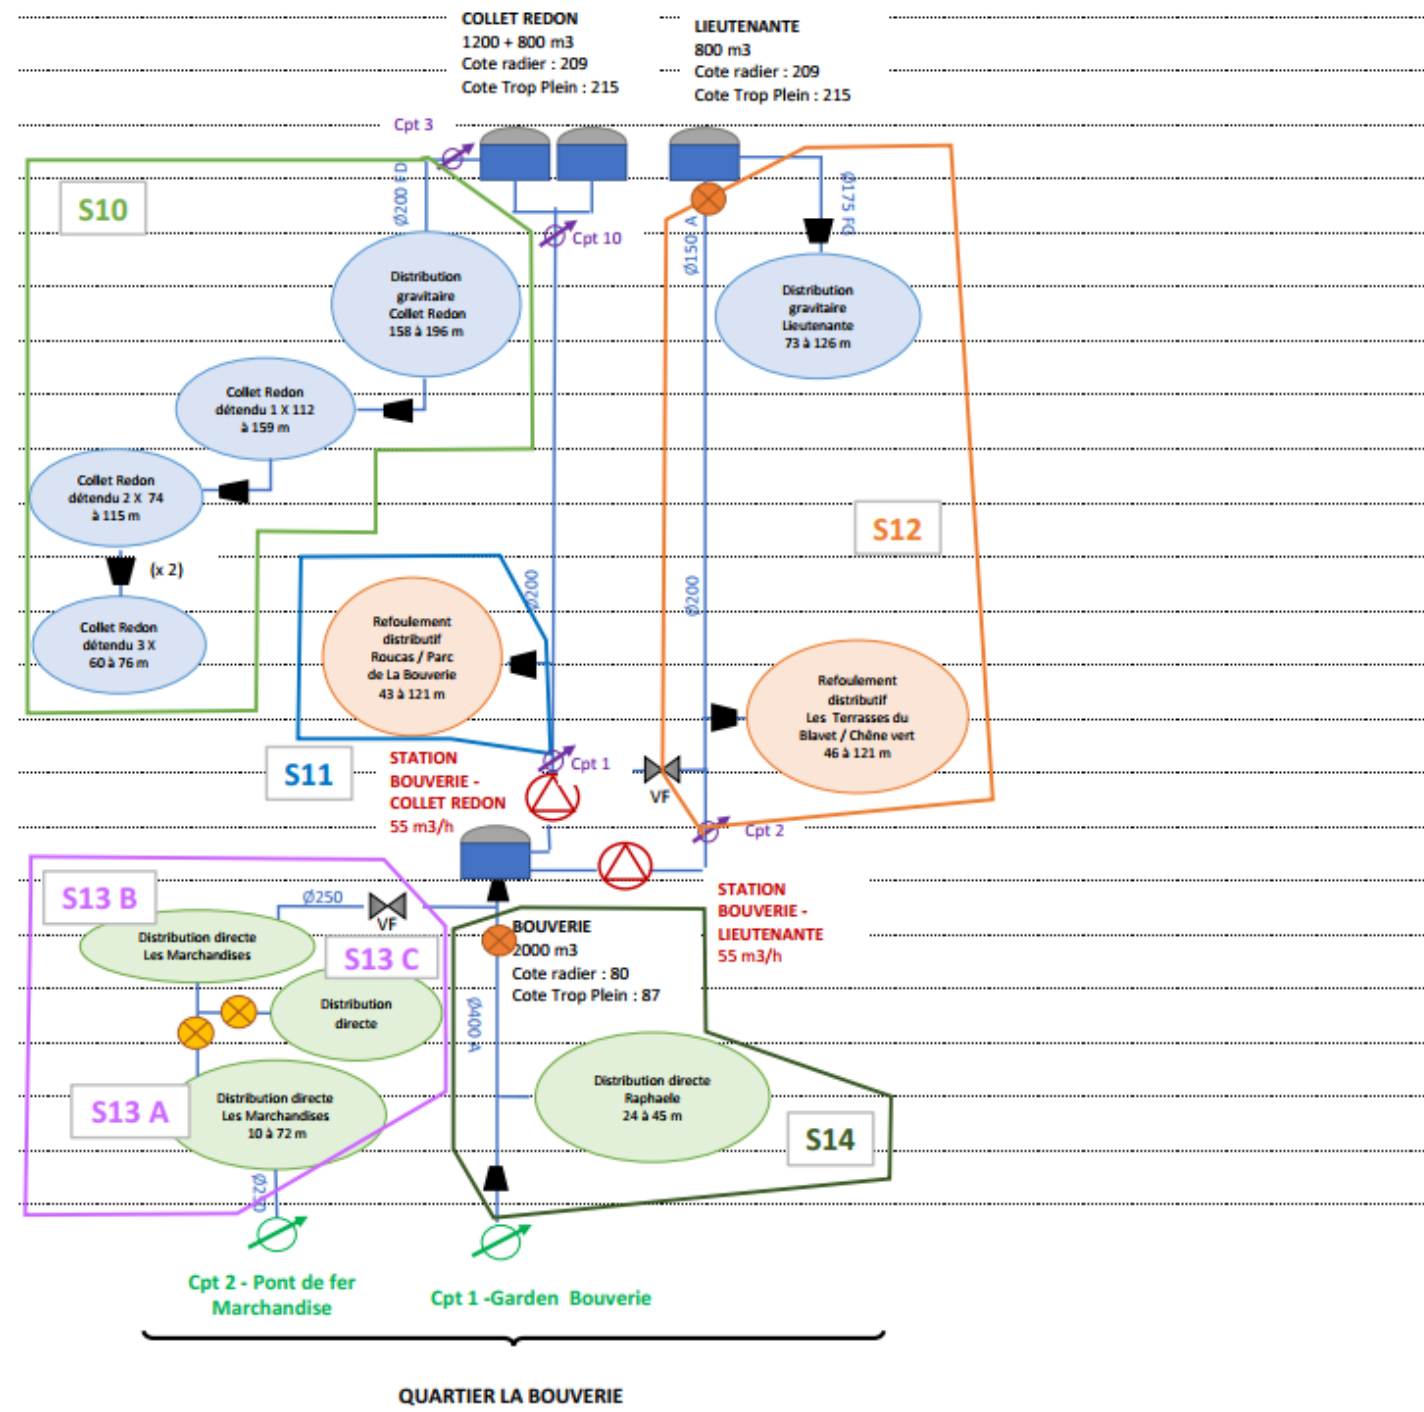 COLLET REDON
1200 + 800 m3
Cote radier : 209
Cote Trop Plein : 215
LIEUTENANTE
800 m3
Cote radier : 209
Cote Trop Plein : 215
Cpt 3
S10
Ø200 FD
Cpt 10
Ø150 A
Ø175 FG
Distribution
gravitaire
Collet Redon
158 à 196 m
Distribution
gravitaire
Lieutenante
73 à 126 m
Collet Redon
détendu 1 X 112
à 159 m
Collet Redon
détendu 2 X 74
à 115 m
(x 2)
Collet Redon
détendu 3 X
60 à 76 m
S12
Ø200
Ø200
Refoulement
distributif
Roucas / Parc
de La Bouverie
43 à 121 m
Refoulement
distributif
Les Terrasses du
Blavet / Chêne vert
46 à 121 m
S11
STATION
BOUVERIE -
COLLET REDON
55 m3/h
Cpt 1
VF
Cpt 2
STATION
BOUVERIE -
LIEUTENANTE
55 m3/h
S13 B
Ø250
VF
Distribution directe
Les Marchandises
S13 C
Distribution
directe
BOUVERIE
2000 m3
Cote radier : 80
Cote Trop Plein : 87
Ø400 A
S13 A
Distribution directe
Les Marchandises
10 à 72 m
Distribution directe
Raphaele
24 à 45 m
S14
Ø250
Cpt 2 - Pont de fer
Marchandise
Cpt 1 -Garden Bouverie
QUARTIER LA BOUVERIE